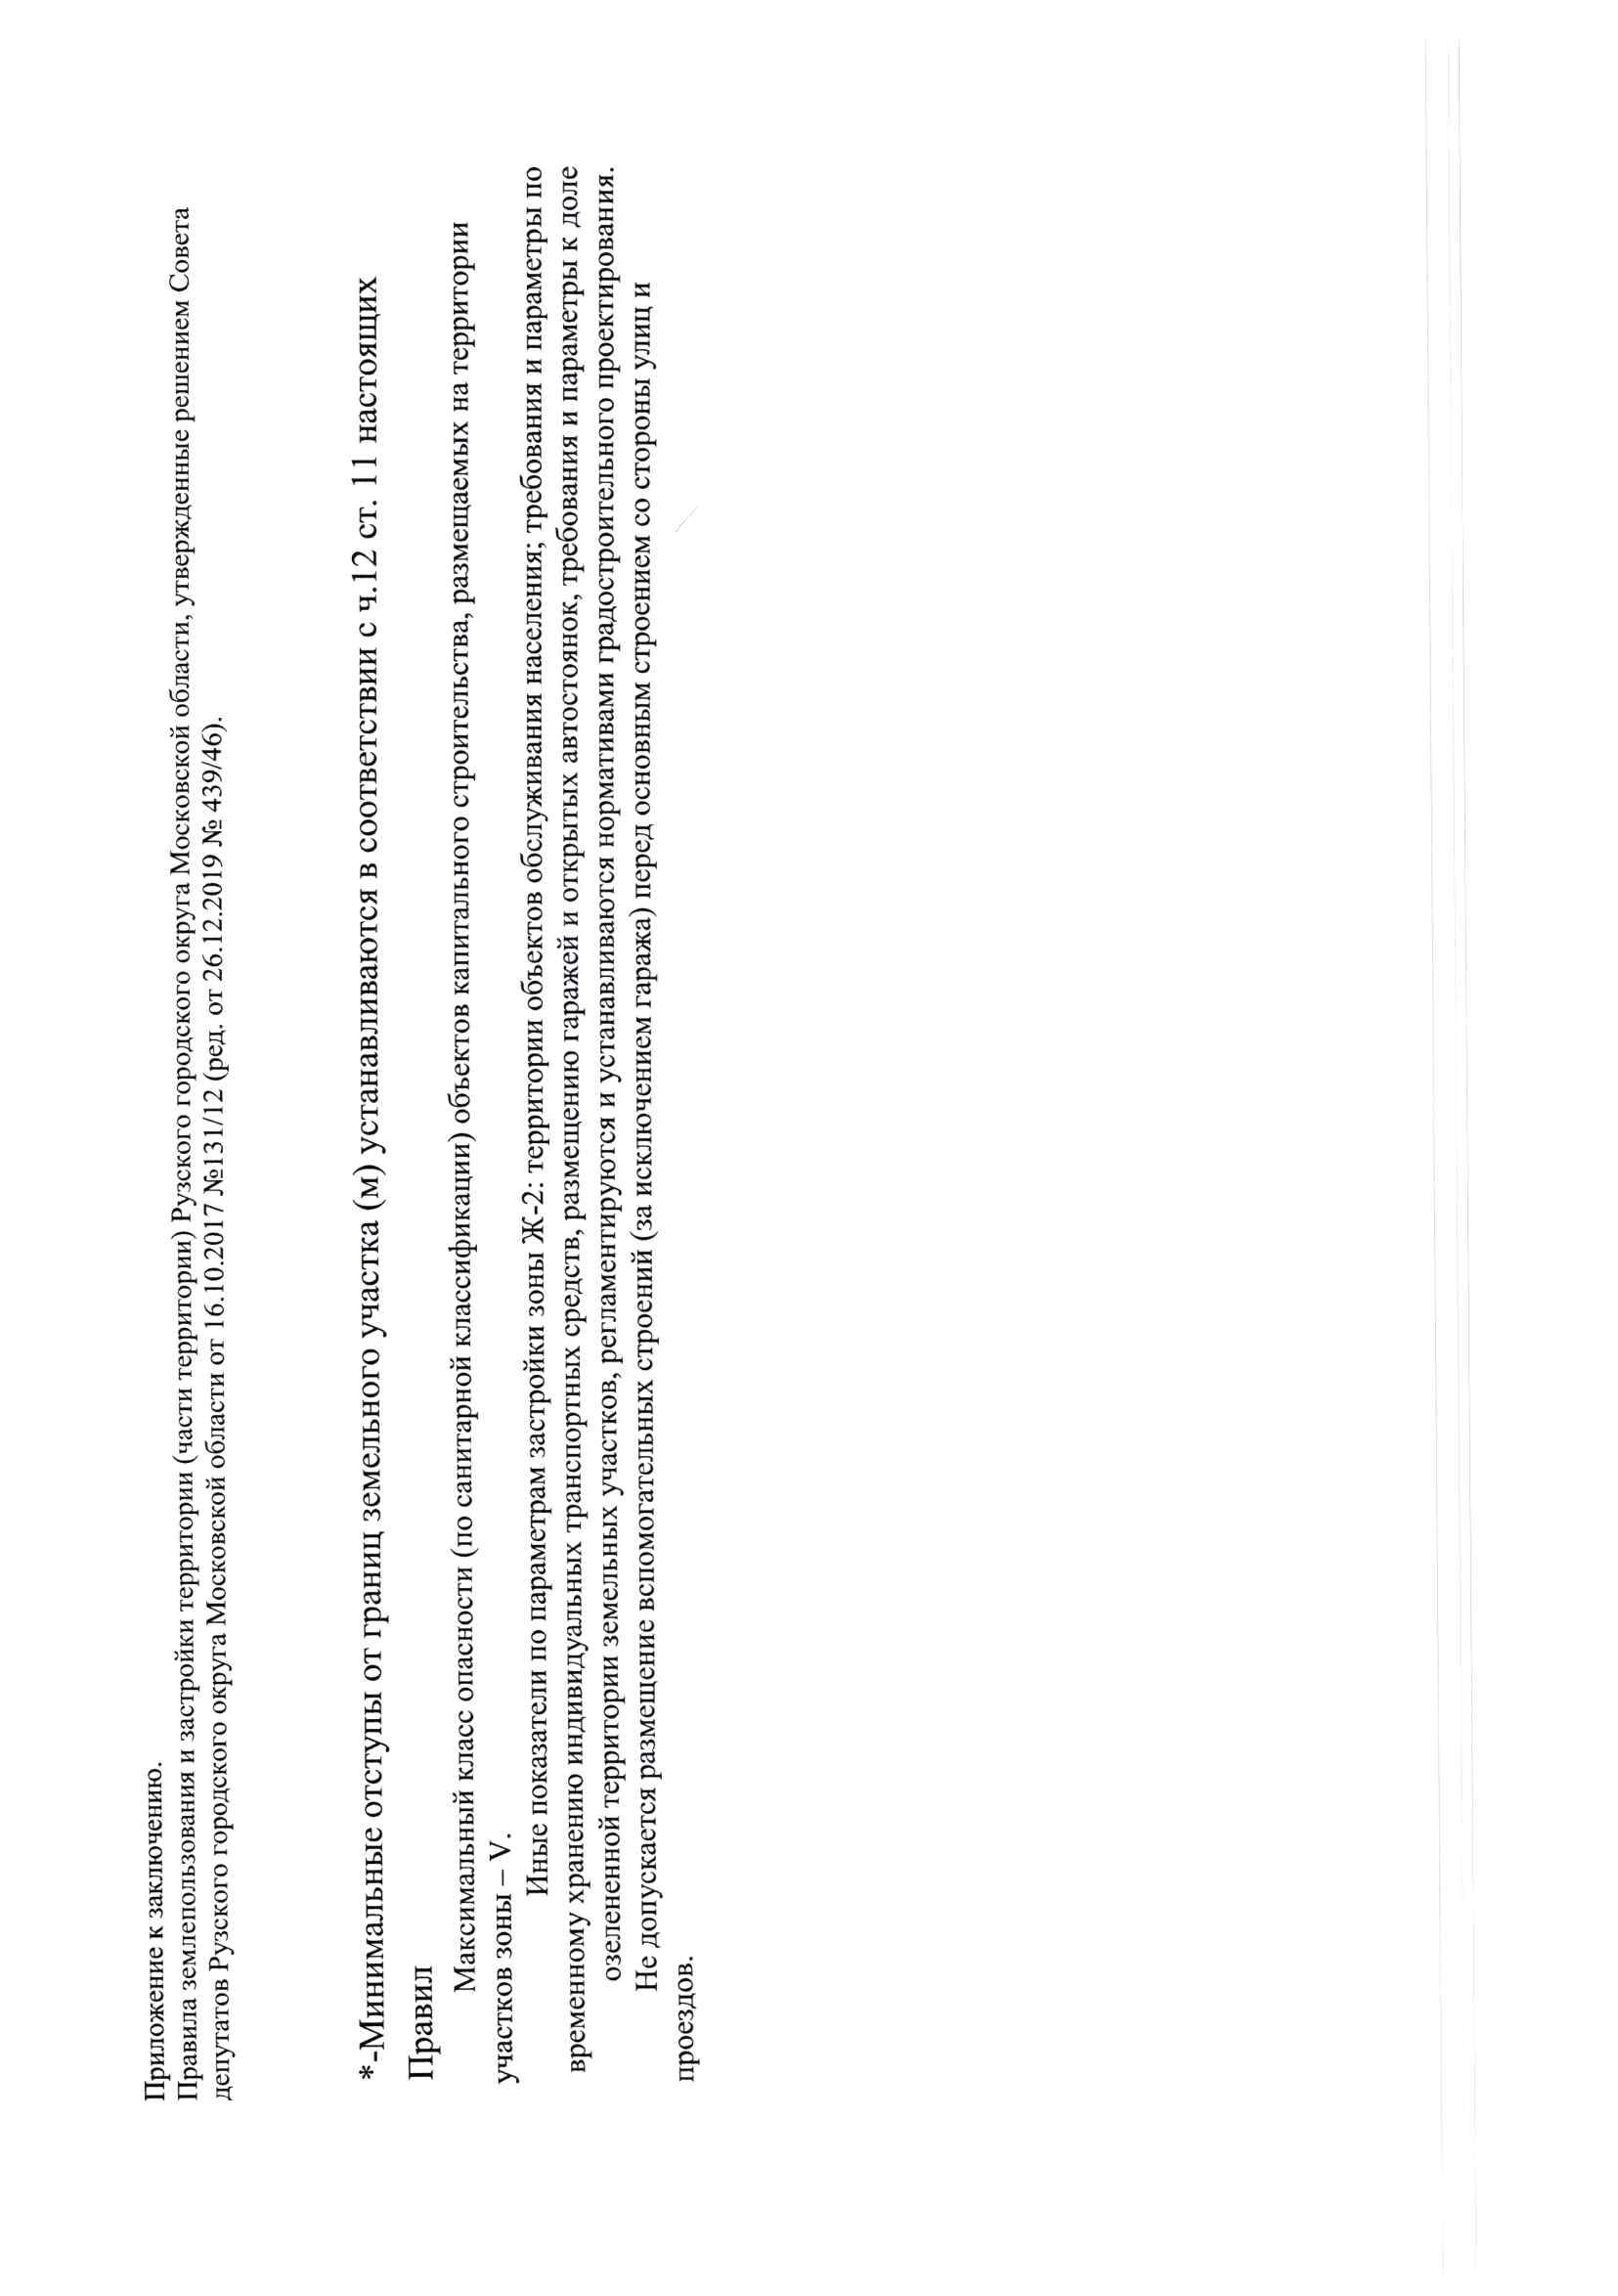 Приложение к заключению.
Правила землепользования и застройки территории (части территории) Рузского городского округа Московской области, утвержденные решением Совета
депутатов Рузского городского округа Московской области от 16.10.2017 №131/12 (ред. от 26.12.2019 № 439/46).
*-Минимальные отступы от границ земельного участка (м) устанавливаются в соответствии с ч.12 ст. 11 настоящих
Правил
Максимальный класс опасности (по санитарной классификации) объектов капитального строительства, размещаемых на территории
участков зоны – V.
Иные показатели по параметрам застройки зоны Ж-2: территории объектов обслуживания населения; требования и параметры по
временному хранению индивидуальных транспортных средств, размещению гаражей и открытых автостоянок, требования и параметры к доле
озелененной территории земельных участков, регламентируются и устанавливаются нормативами градостроительного проектирования.
Не допускается размещение вспомогательных строений (за исключением гаража) перед основным строением со стороны улиц и
проездов.